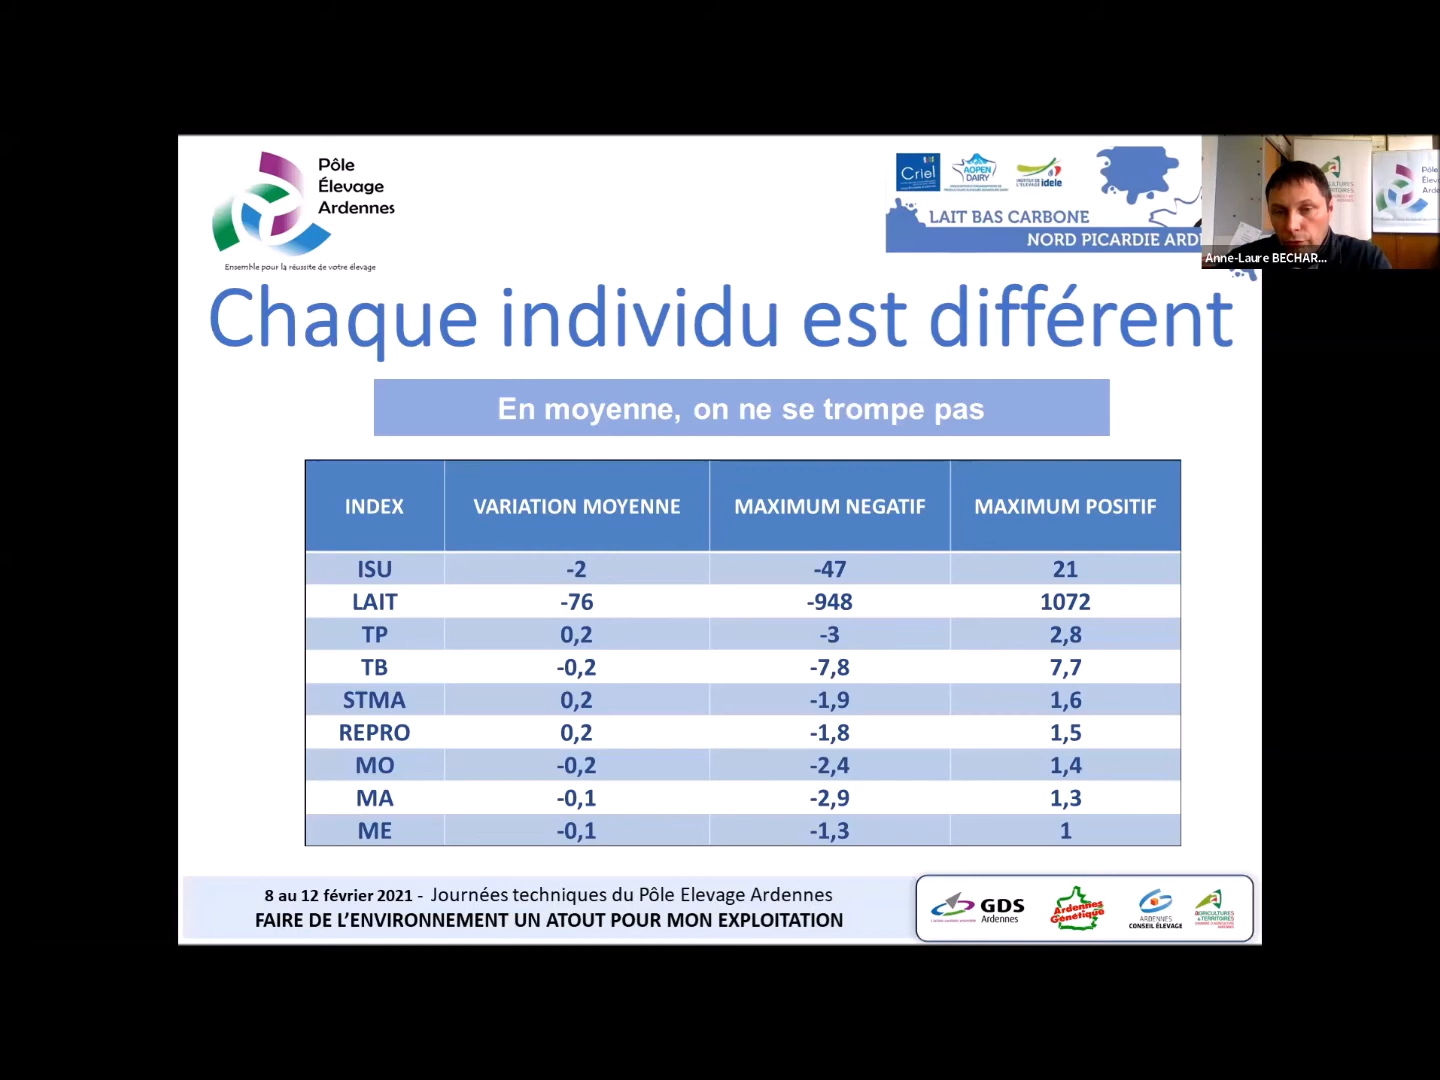 Pôle
Élevage
Ardennes
Ensemble pour la réussite de votre élevage
Criel
AOPEN
DAIRY
INSTITUT DE
L'ELEVAGE idele
LAIT BAS CARBONE
NORD PICARDIE ARD
Anne-Laure BECHAR...
Chaque individu est différent
En moyenne, on ne se trompe pas
INDEX VARIATION MOYENNE MAXIMUM NEGATIF MAXIMUM POSITIF
ISU -2 -47 21
LAIT -76 -948 1072
TP 0,2 -3 2,8
TB -0,2 -7,8 7,7
STMA 0,2 -1,9 1,6
REPRO 0,2 -1,8 1,5
MO -0,2 -2,4 1,4
MA -0,1 -2,9 1,3
ME -0,1 -1,3 1
8 au 12 février 2021 - Journées techniques du Pôle Elevage Ardennes
FAIRE DE L'ENVIRONNEMENT UN ATOUT POUR MON EXPLOITATION
GDS
Ardennes
Ardennes
Génétique
ARDENNES
CONSEIL ÉLEVAGE
AGRICULTURES
& TERRITOIRES